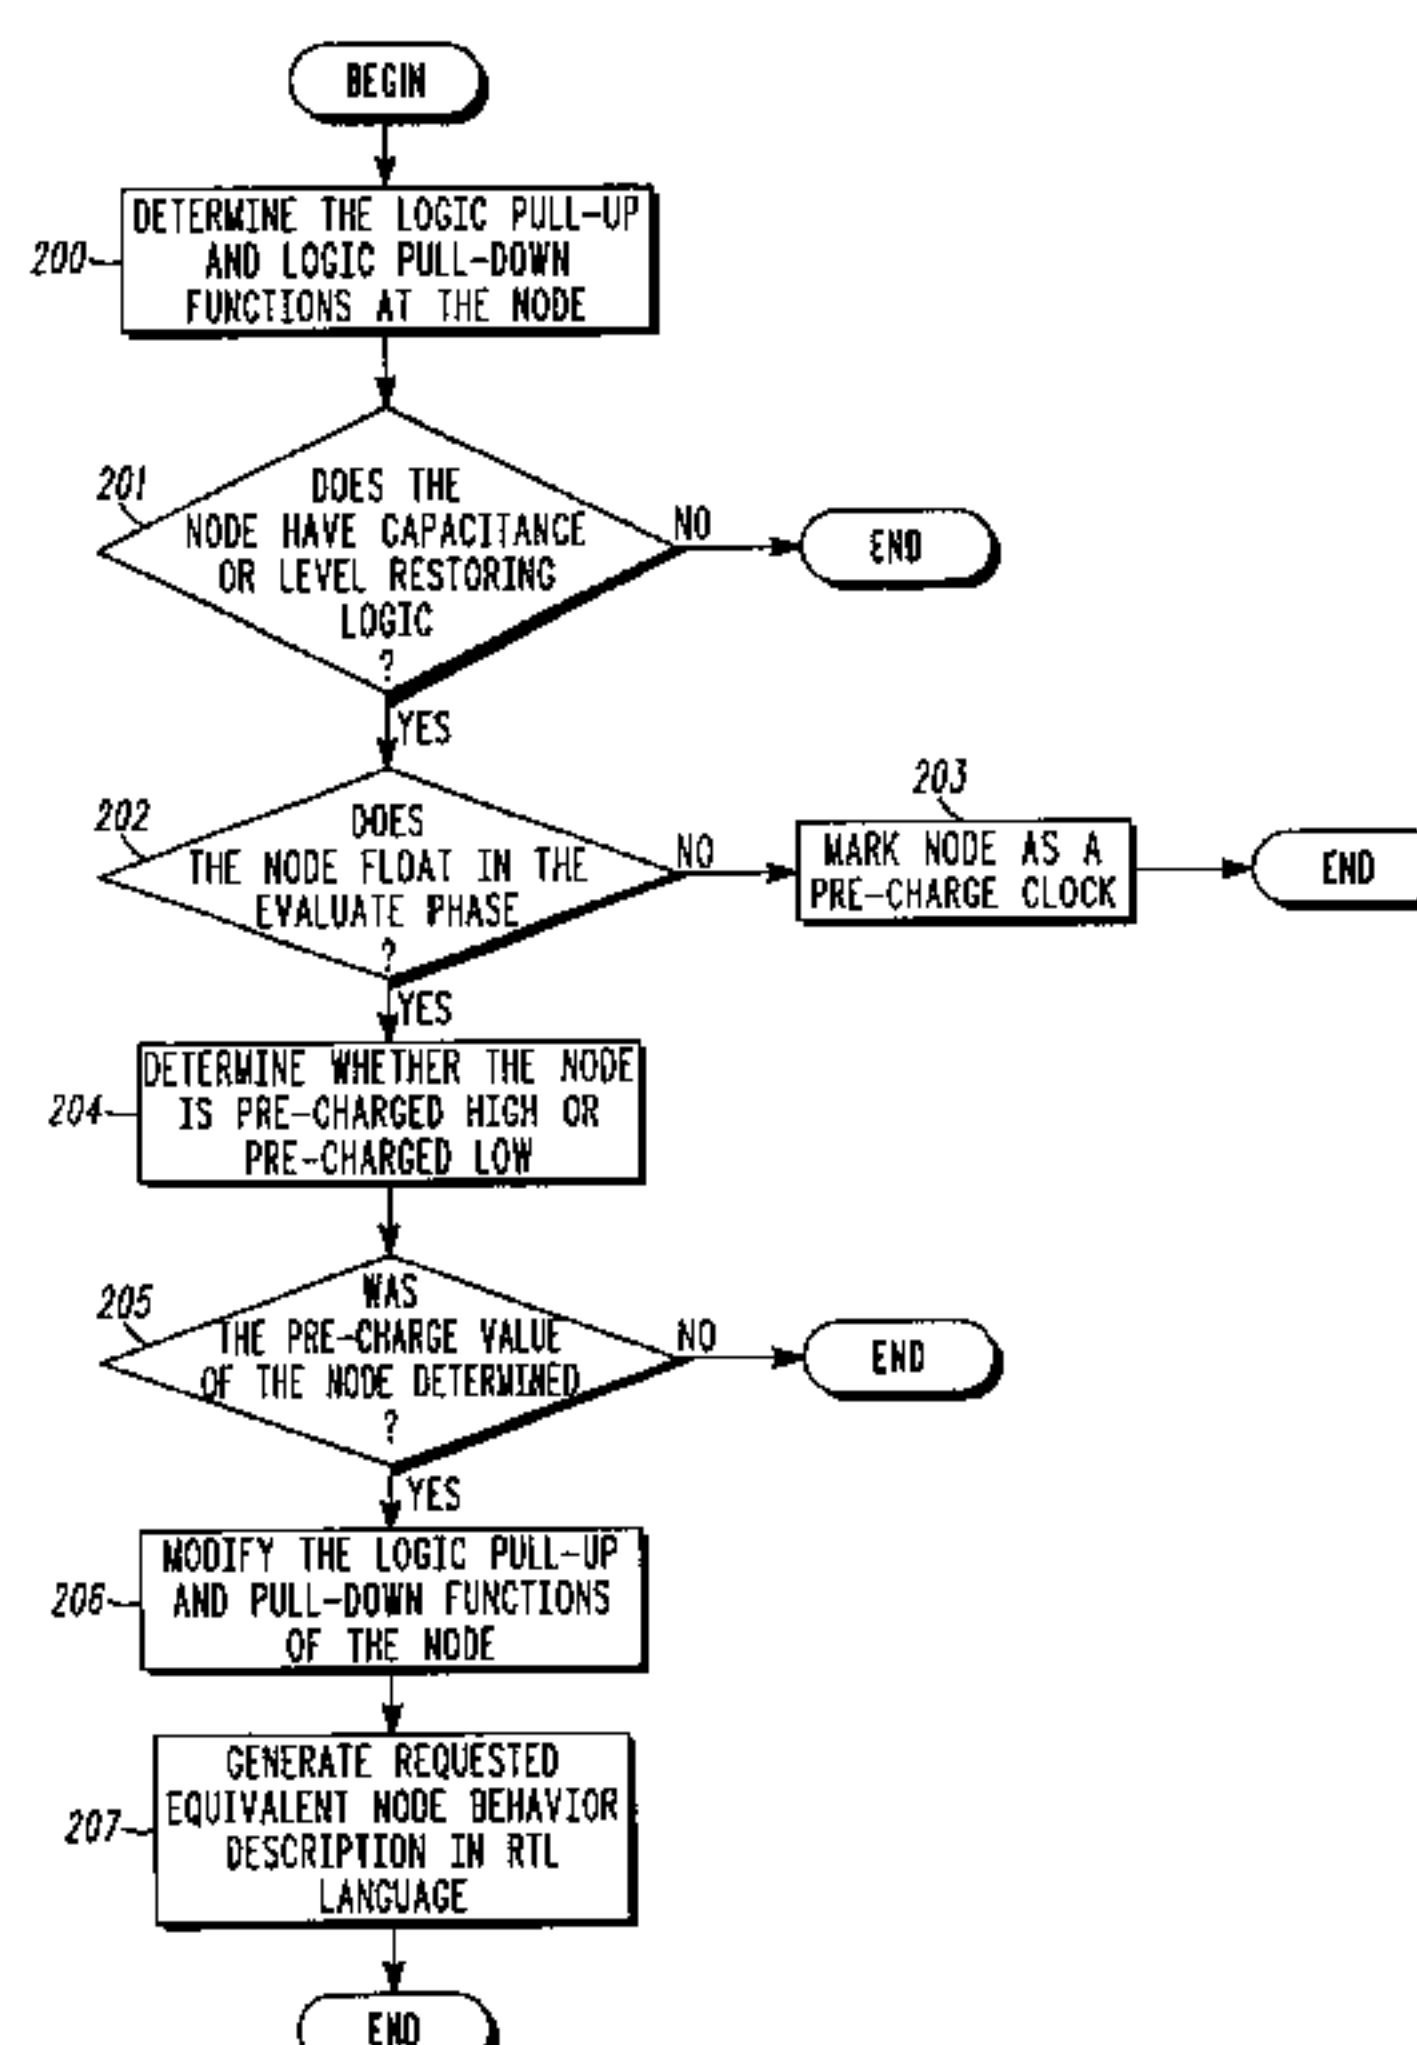 BEGIN
200
DETERMINE THE LOGIC PULL-UP
AND LOGIC PULL-DOWN
FUNCTIONS AT THE NODE
201
DOES THE
NODE HAVE CAPACITANCE
OR LEVEL RESTORING
LOGIC
?
NO
END
YES
202
DOES
THE NODE FLOAT IN THE
EVALUATE PHASE
?
NO
203
MARK NODE AS A
PRE-CHARGE CLOCK
END
YES
204
DETERMINE WHETHER THE NODE
IS PRE-CHARGED HIGH OR
PRE-CHARGED LOW
205
WAS
THE PRE-CHARGE VALUE
OF THE NODE DETERMINED
?
NO
END
YES
206
MODIFY THE LOGIC PULL-UP
AND PULL-DOWN FUNCTIONS
OF THE NODE
207
GENERATE REQUESTED
EQUIVALENT NODE BEHAVIOR
DESCRIPTION IN RTL
LANGUAGE
END